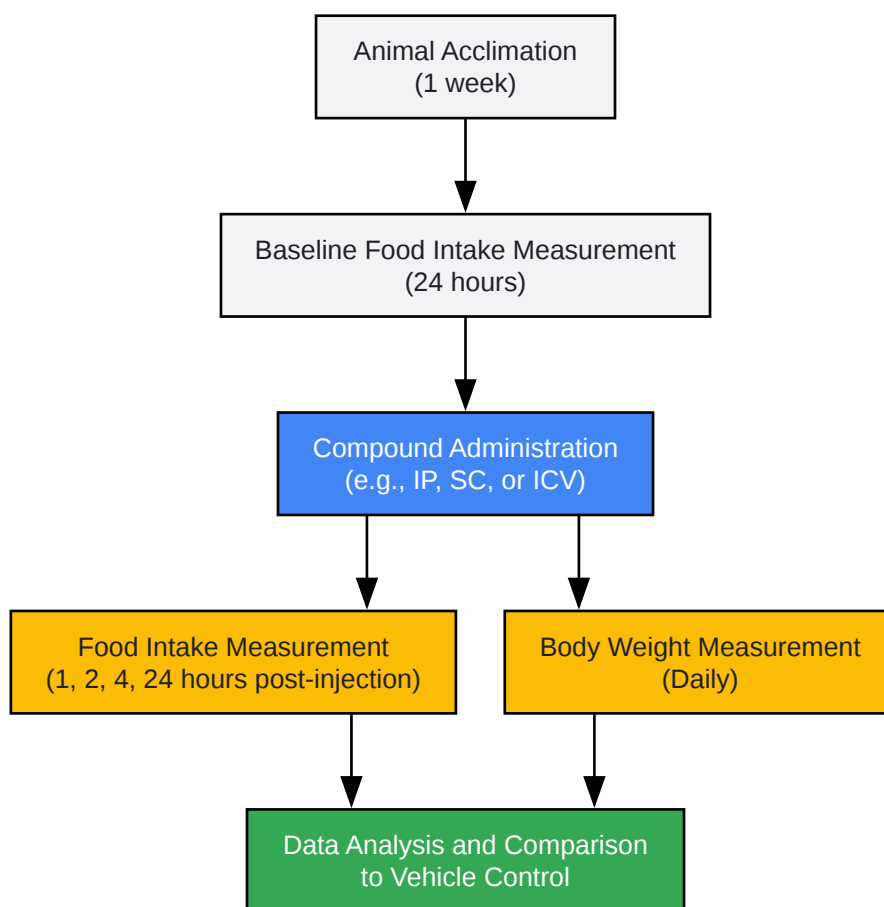 Animal Acclimation
(1 week)
Baseline Food Intake Measurement
(24 hours)
Compound Administration
(e.g., IP, SC, or ICV)
Food Intake Measurement
(1, 2, 4, 24 hours post-injection)
Body Weight Measurement
(Daily)
Data Analysis and Comparison
to Vehicle Control